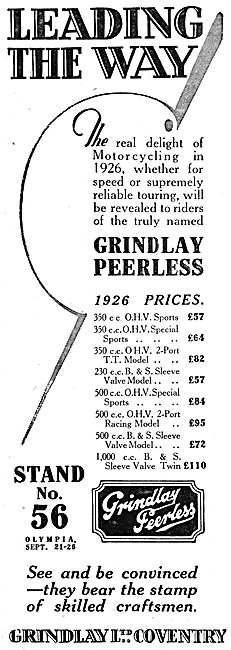 LEADING
THE WAY
The real delight of
Motorcycling in
1926, whether for
speed or supremely
reliable touring, will
be revealed to riders
of the truly named
GRINDLAY
PEERLESS
1926 PRICES.
350 c.c. O.H.V. Sports £57
350 c.c. O.H.V. Special
Sports .. .. .. £64
350 c.c. O.H.V. 2-Port
T.T. Model .. .. £82
230 c.c. B. & S. Sleeve
Valve Model .. .. £57
500 c.c. O.H.V. Special
Sports .. .. .. £84
500 c.c. O.H.V. 2-Port
Racing Model .. £95
500 c.c. B. & S. Sleeve
Valve Model .. .. £72
1,000 c.c. B. & S.
Sleeve Valve Twin £110
STAND
No.
56
OLYMPIA,
SEPT. 21-26
Grindlay
Peerless
See and be convinced
—they bear the stamp
of skilled craftsmen.
GRINDLAY LTD COVENTRY